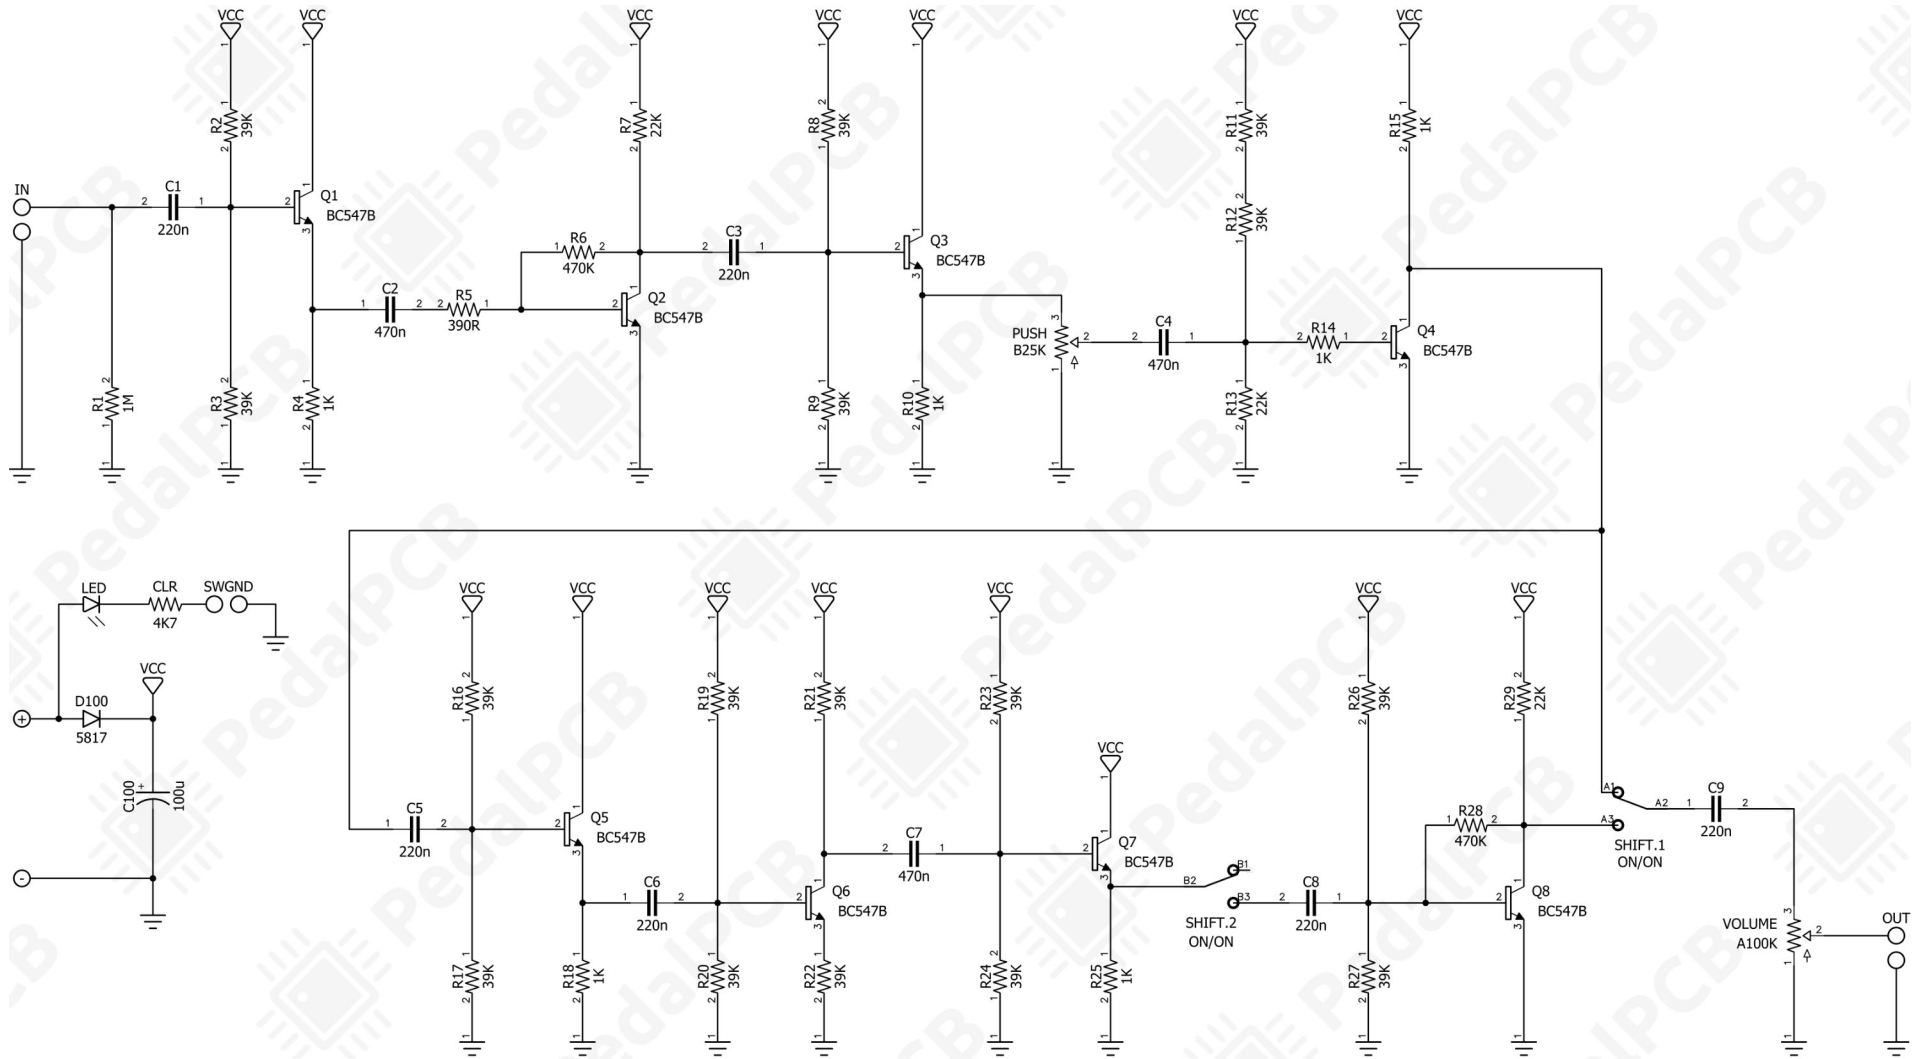 VCC VCC VCC VCC VCC VCC VCC
R2 39K
R7 22K
R8 39K
R11 39K
R15 1K
IN
C1
220n
Q1
BC547B
R12 39K
R6
470K
C3
220n
Q3
BC547B
C2
470n
R5
390R
Q2
BC547B
PUSH
B25K
C4
470n
R14
1K
Q4
BC547B
R1 1M
R3 39K
R4 1K
R9 39K
R10 1K
R13 22K
LED
CLR
4K7
SWGND
VCC VCC VCC VCC VCC VCC VCC
VCC
D100
5817
+
R16 39K
R19 39K
R21 39K
R23 39K
R26 39K
R29 22K
VCC
C100 + 100u
-
C5
220n
Q5
BC547B
C7
470n
Q7
BC547B
R28
470K
A1
A2
A3
C9
220n
SHIFT.1
ON/ON
C6
220n
Q6
BC547B
B1
B2
B3
SHIFT.2
ON/ON
C8
220n
Q8
BC547B
VOLUME
A100K
OUT
R17 39K
R18 1K
R20 39K
R22 39K
R24 39K
R25 1K
R27 39K
PedalPCB